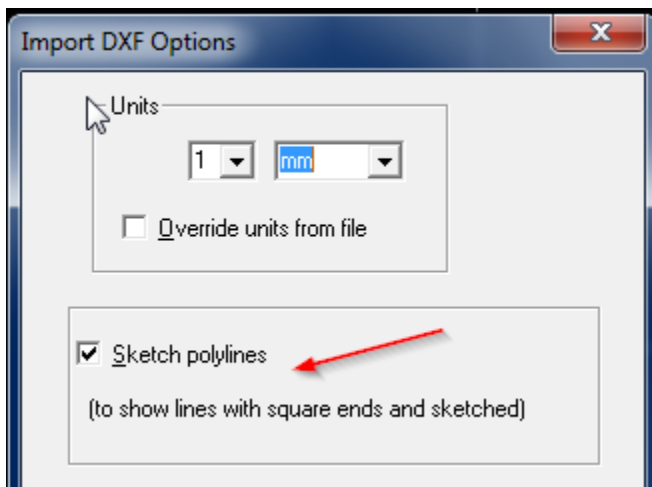 Import DXF Options
Units
1 mm
Override units from file
Sketch polylines
(to show lines with square ends and sketched)